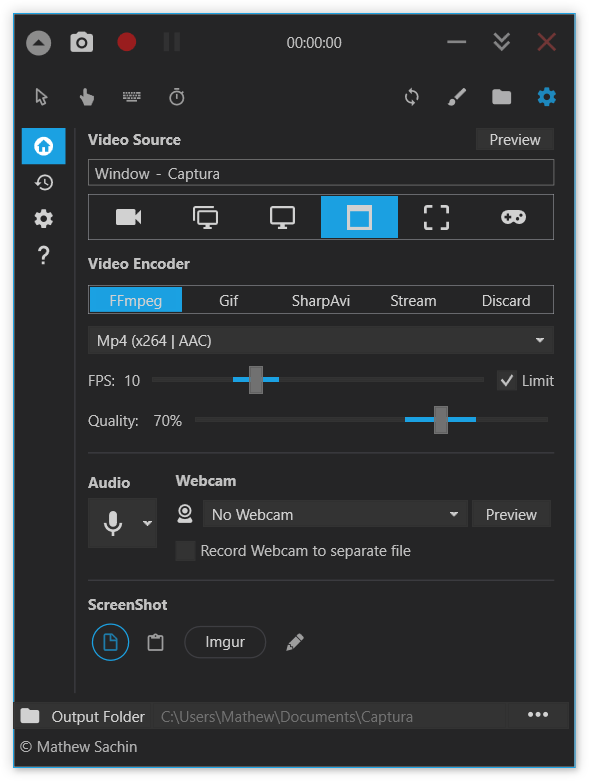 00:00:00
Video Source
Preview
Window - Captura
Video Encoder
FFmpeg Gif SharpAvi Stream Discard
Mp4 (x264 | AAC)
FPS: 10 Limit
Quality: 70%
Audio
Webcam
No Webcam
Preview
Record Webcam to separate file
ScreenShot
Imgur
Output Folder C:\Users\Mathew\Documents\Captura •••
© Mathew Sachin